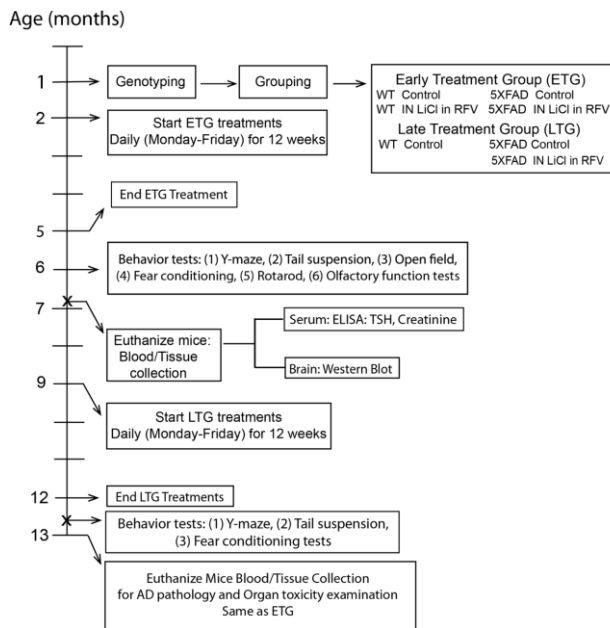 Age (months)
1
Genotyping
Grouping
Early Treatment Group (ETG)
WT Control 5XFAD Control
WT IN LiCl in RFV 5XFAD IN LiCl in RFV
Late Treatment Group (LTG)
WT Control 5XFAD Control
5XFAD IN LiCl in RFV
2
Start ETG treatments
Daily (Monday-Friday) for 12 weeks
End ETG Treatment
5
6
Behavior tests: (1) Y-maze, (2) Tail suspension, (3) Open field,
(4) Fear conditioning, (5) Rotarod, (6) Olfactory function tests
x
7
Euthanize mice:
Blood/Tissue
collection
Serum: ELISA: TSH, Creatinine
Brain: Western Blot
9
Start LTG treatments
Daily (Monday-Friday) for 12 weeks
12
End LTG Treatments
x
Behavior tests: (1) Y-maze, (2) Tail suspension,
(3) Fear conditioning tests
13
Euthanize Mice Blood/Tissue Collection
for AD pathology and Organ toxicity examination
Same as ETG